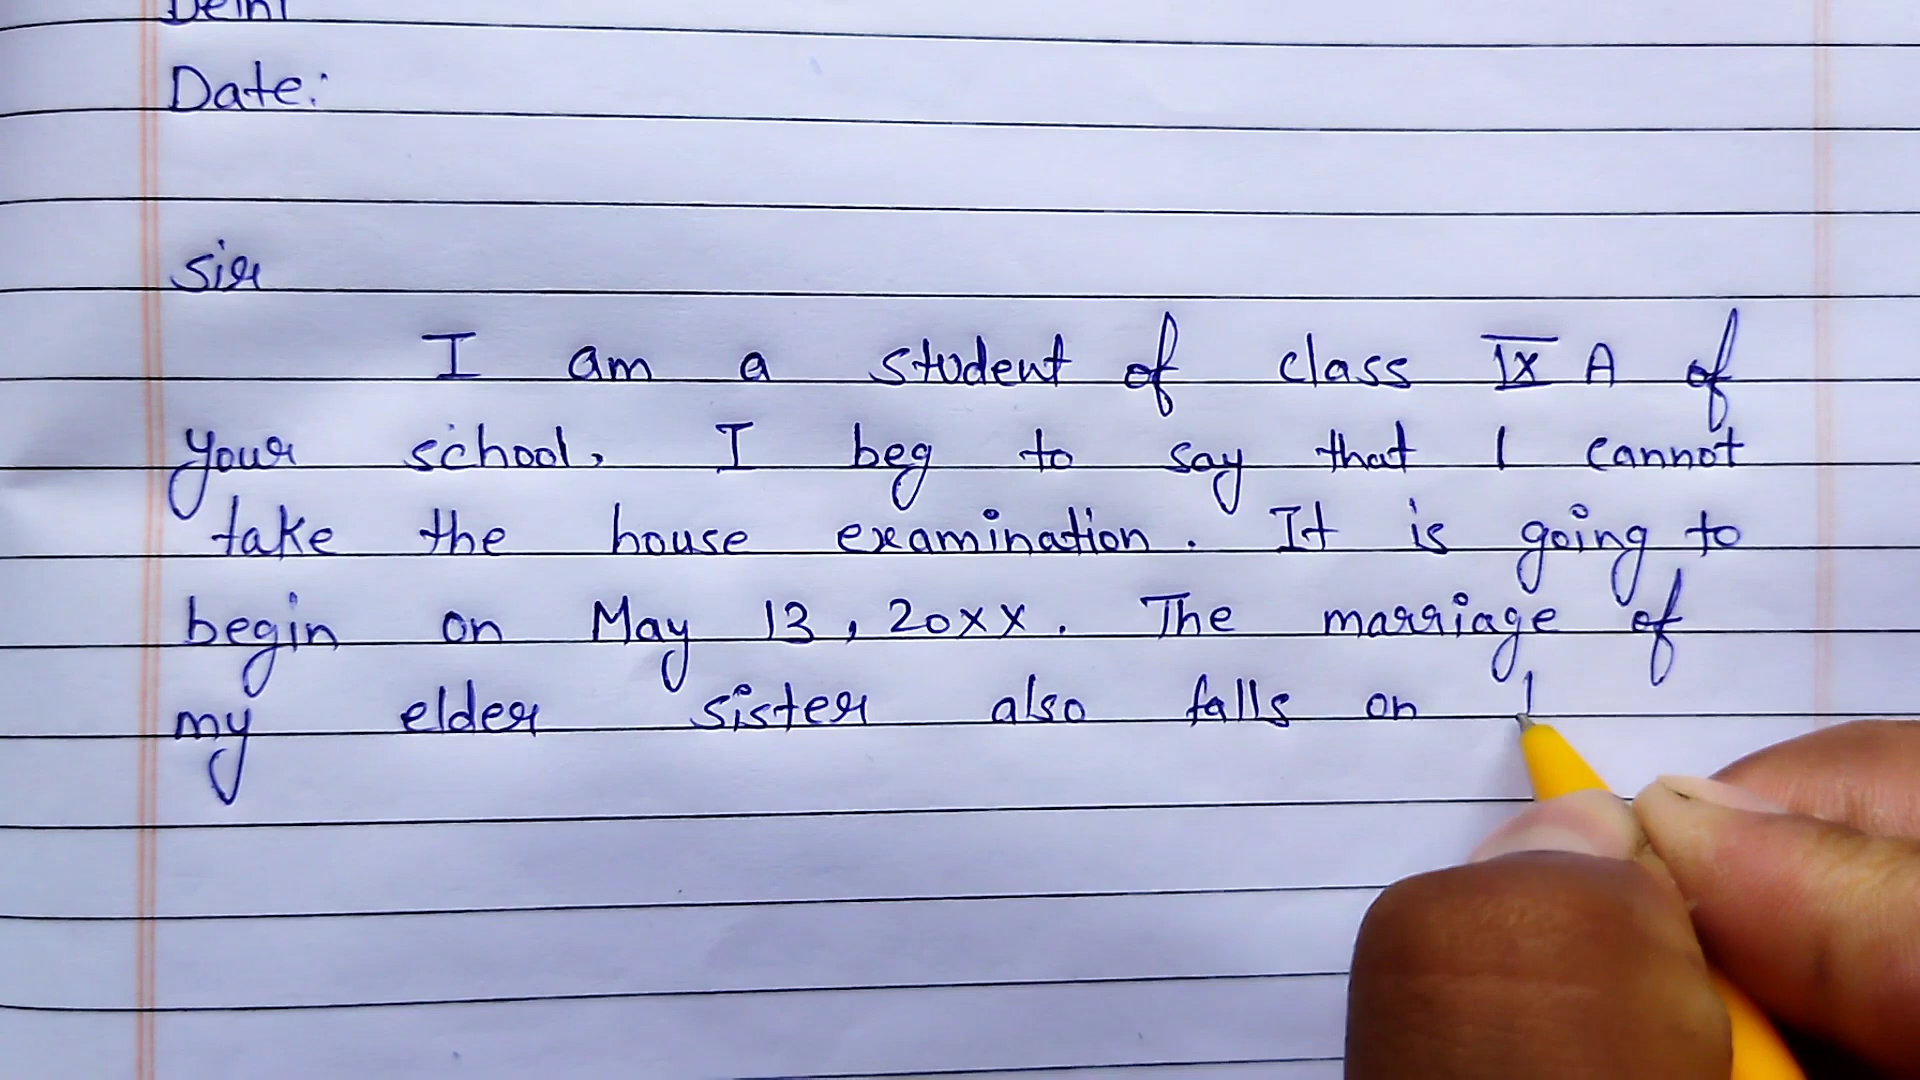 Delhi
Date:
Sir
I am a student of class IX A of
your school, I beg to say that I cannot
take the house examination. It is going to
begin on May 13, 20xx. The marriage of
my elder sister also falls on